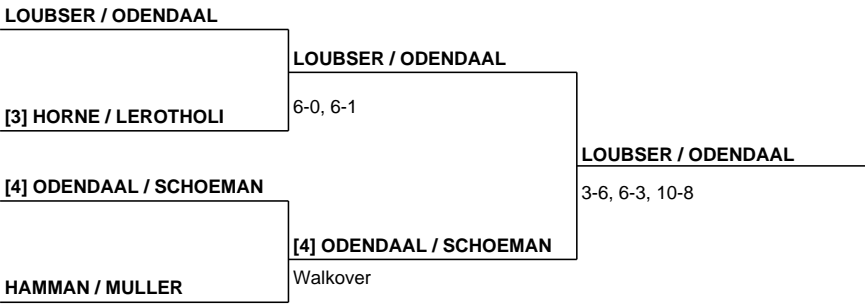 LOUBSER / ODENDAAL
LOUBSER / ODENDAAL
6-0, 6-1
[3] HORNE / LEROTHOLI
LOUBSER / ODENDAAL
3-6, 6-3, 10-8
[4] ODENDAAL / SCHOEMAN
[4] ODENDAAL / SCHOEMAN
Walkover
HAMMAN / MULLER